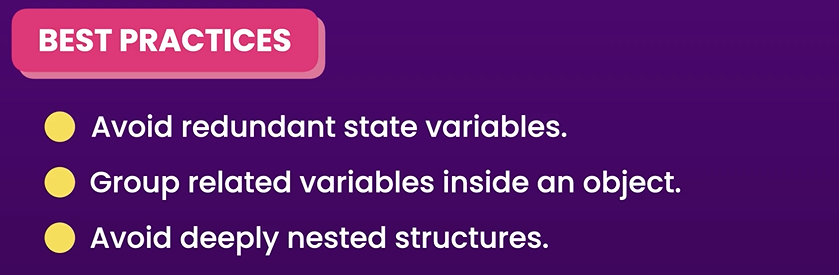 BEST PRACTICES
Avoid redundant state variables.
Group related variables inside an object.
Avoid deeply nested structures.